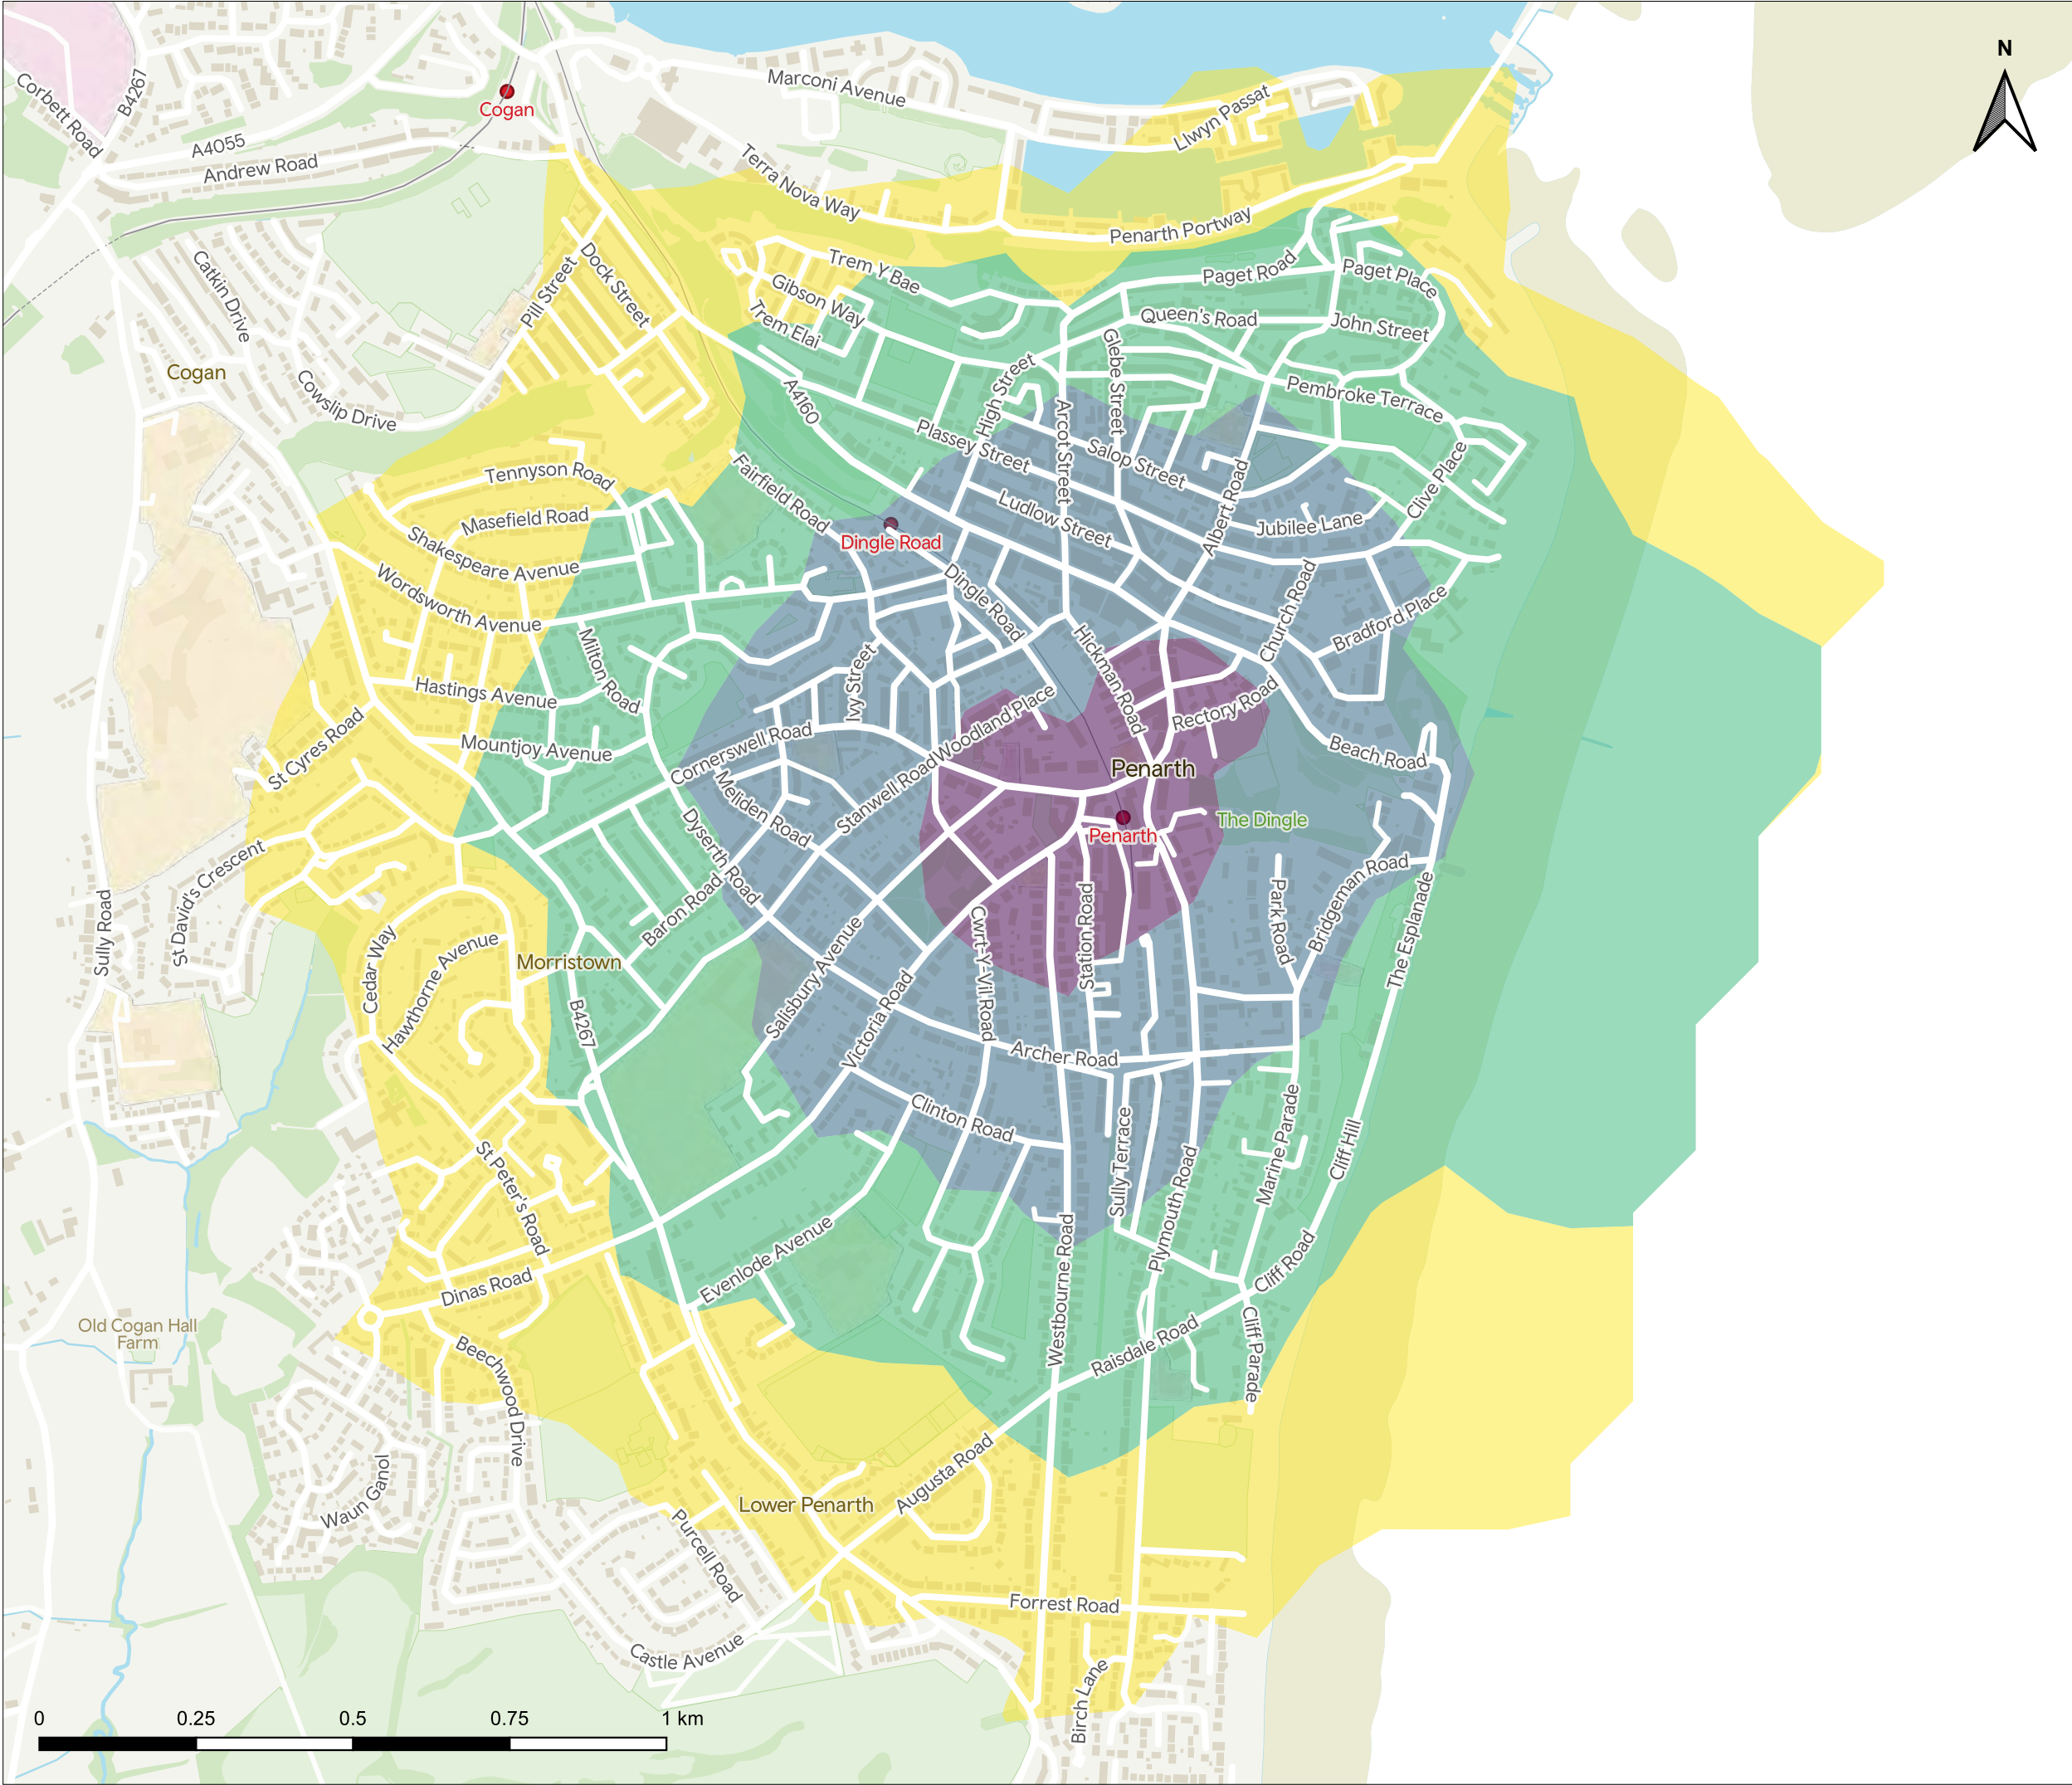 N
Corbett Road
B4267
A4055
Andrew Road
Cogan
Marconi Avenue
Llwyn Passat
Terra Nova Way
Penarth Portway
Catkin Drive
Pill Street
Dock Street
Trem Y Bae
Gibson Way
Trem Elai
Paget Road
Paget Place
Queen's Road
John Street
Glebe Street
Cogan
Cowslip Drive
A4160
High Street
Pembroke Terrace
Arcot Street
Plassey Street
Salop Street
Clive Place
Tennyson Road
Fairfield Road
Masefield Road
Ludlow Street
Albert Road
Jubilee Lane
Dingle Road
Shakespeare Avenue
Wordsworth Avenue
Dingle Road
Church Road
Bradford Place
Milton Road
Hickman Road
Ivy Street
Hastings Avenue
Woodland Place
Rectory Road
St Cyres Road
Mountjoy Avenue
Cornerswell Road
Beach Road
Penarth
Stanwell Road
Meliden Road
Penarth
The Dingle
Dyserth Road
St David's Crescent
Bridgeman Road
Sully Road
Baron Road
Park Road
Station Road
Cwrt-Y-Vil Road
The Esplanade
Cedar Way
Hawthorne Avenue
Morristown
Salisbury Avenue
Victoria Road
B4267
Archer Road
Clinton Road
Marine Parade
Sully Terrace
Cliff Hill
St Peter's Road
Plymouth Road
Evenlode Avenue
Westbourne Road
Cliff Road
Dinas Road
Old Cogan Hall
Farm
Raisdale Road
Cliff Parade
Beechwood Drive
Augusta Road
Waun Ganol
Lower Penarth
Purcell Road
Forrest Road
Castle Avenue
Birch Lane
0 0.25 0.5 0.75 1 km